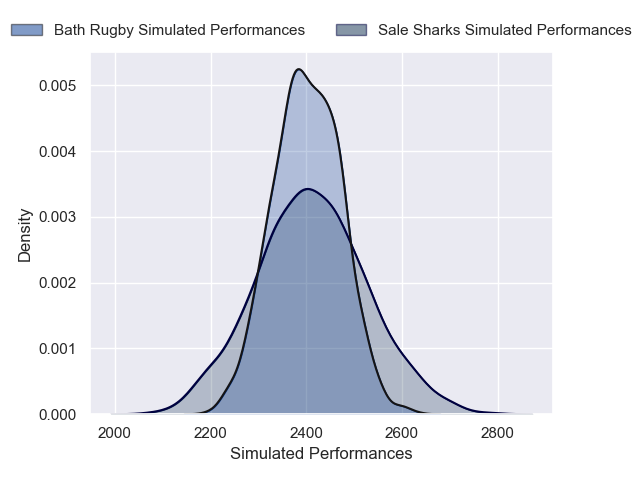 Bath Rugby Simulated Performances Sale Sharks Simulated Performances
0.005
0.004
0.003
0.002
0.001
0.000
Density
2000 2200 2400 2600 2800
Simulated Performances